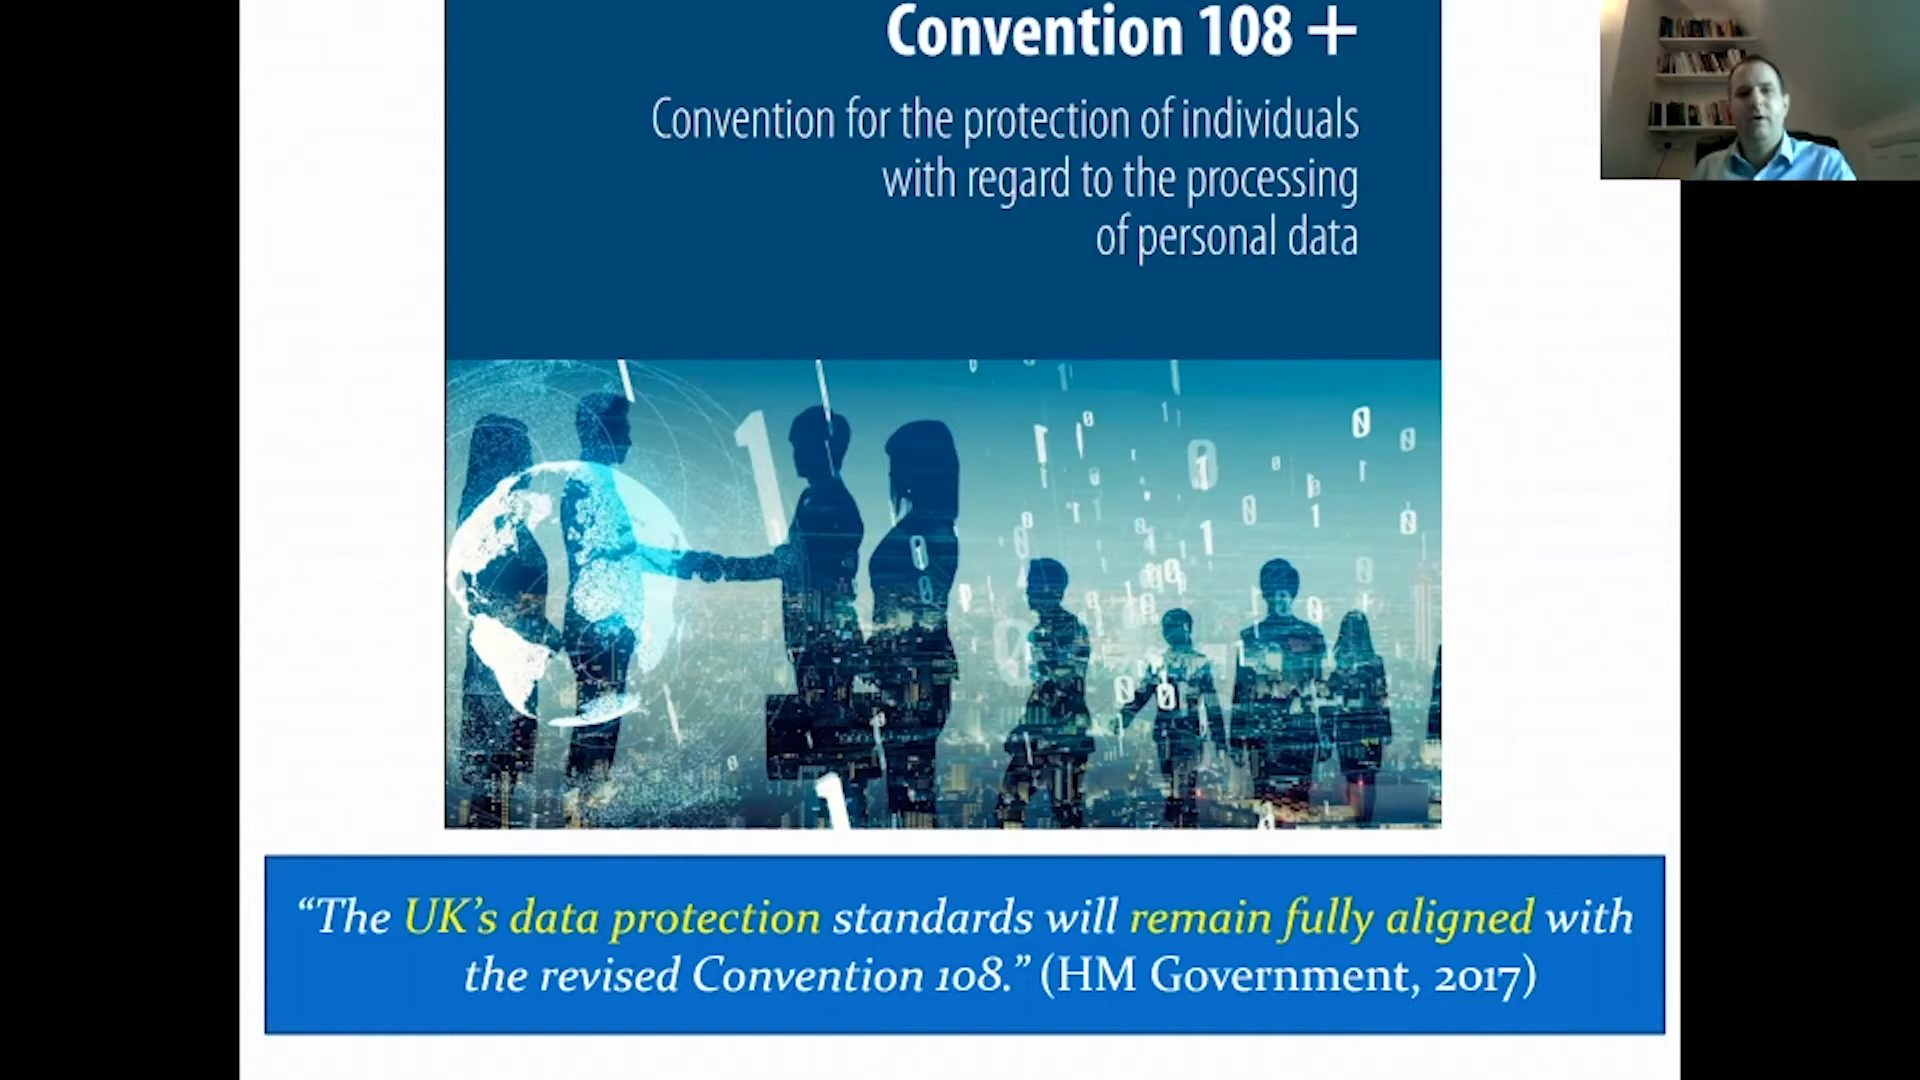 Convention 108 +
Convention for the protection of individuals
with regard to the processing
of personal data
“The UK’s data protection standards will remain fully aligned with
the revised Convention 108.” (HM Government, 2017)